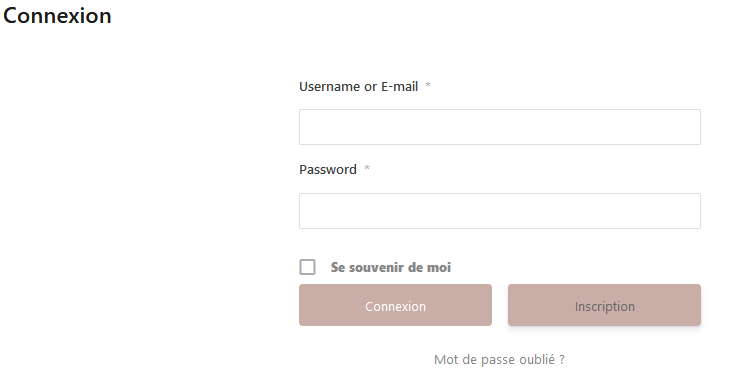 Connexion
Username or E-mail *
Password *
Se souvenir de moi
Connexion
Inscription
Mot de passe oublié ?